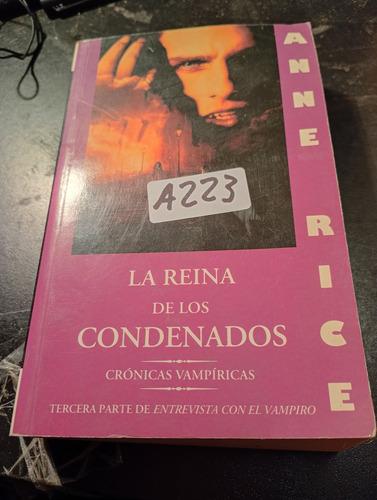 ANNE RICE
A223
LA REINA
DE LOS
CONDENADOS
CRÓNICAS VAMPÍRICAS
TERCERA PARTE DE ENTREVISTA CON EL VAMPIRO